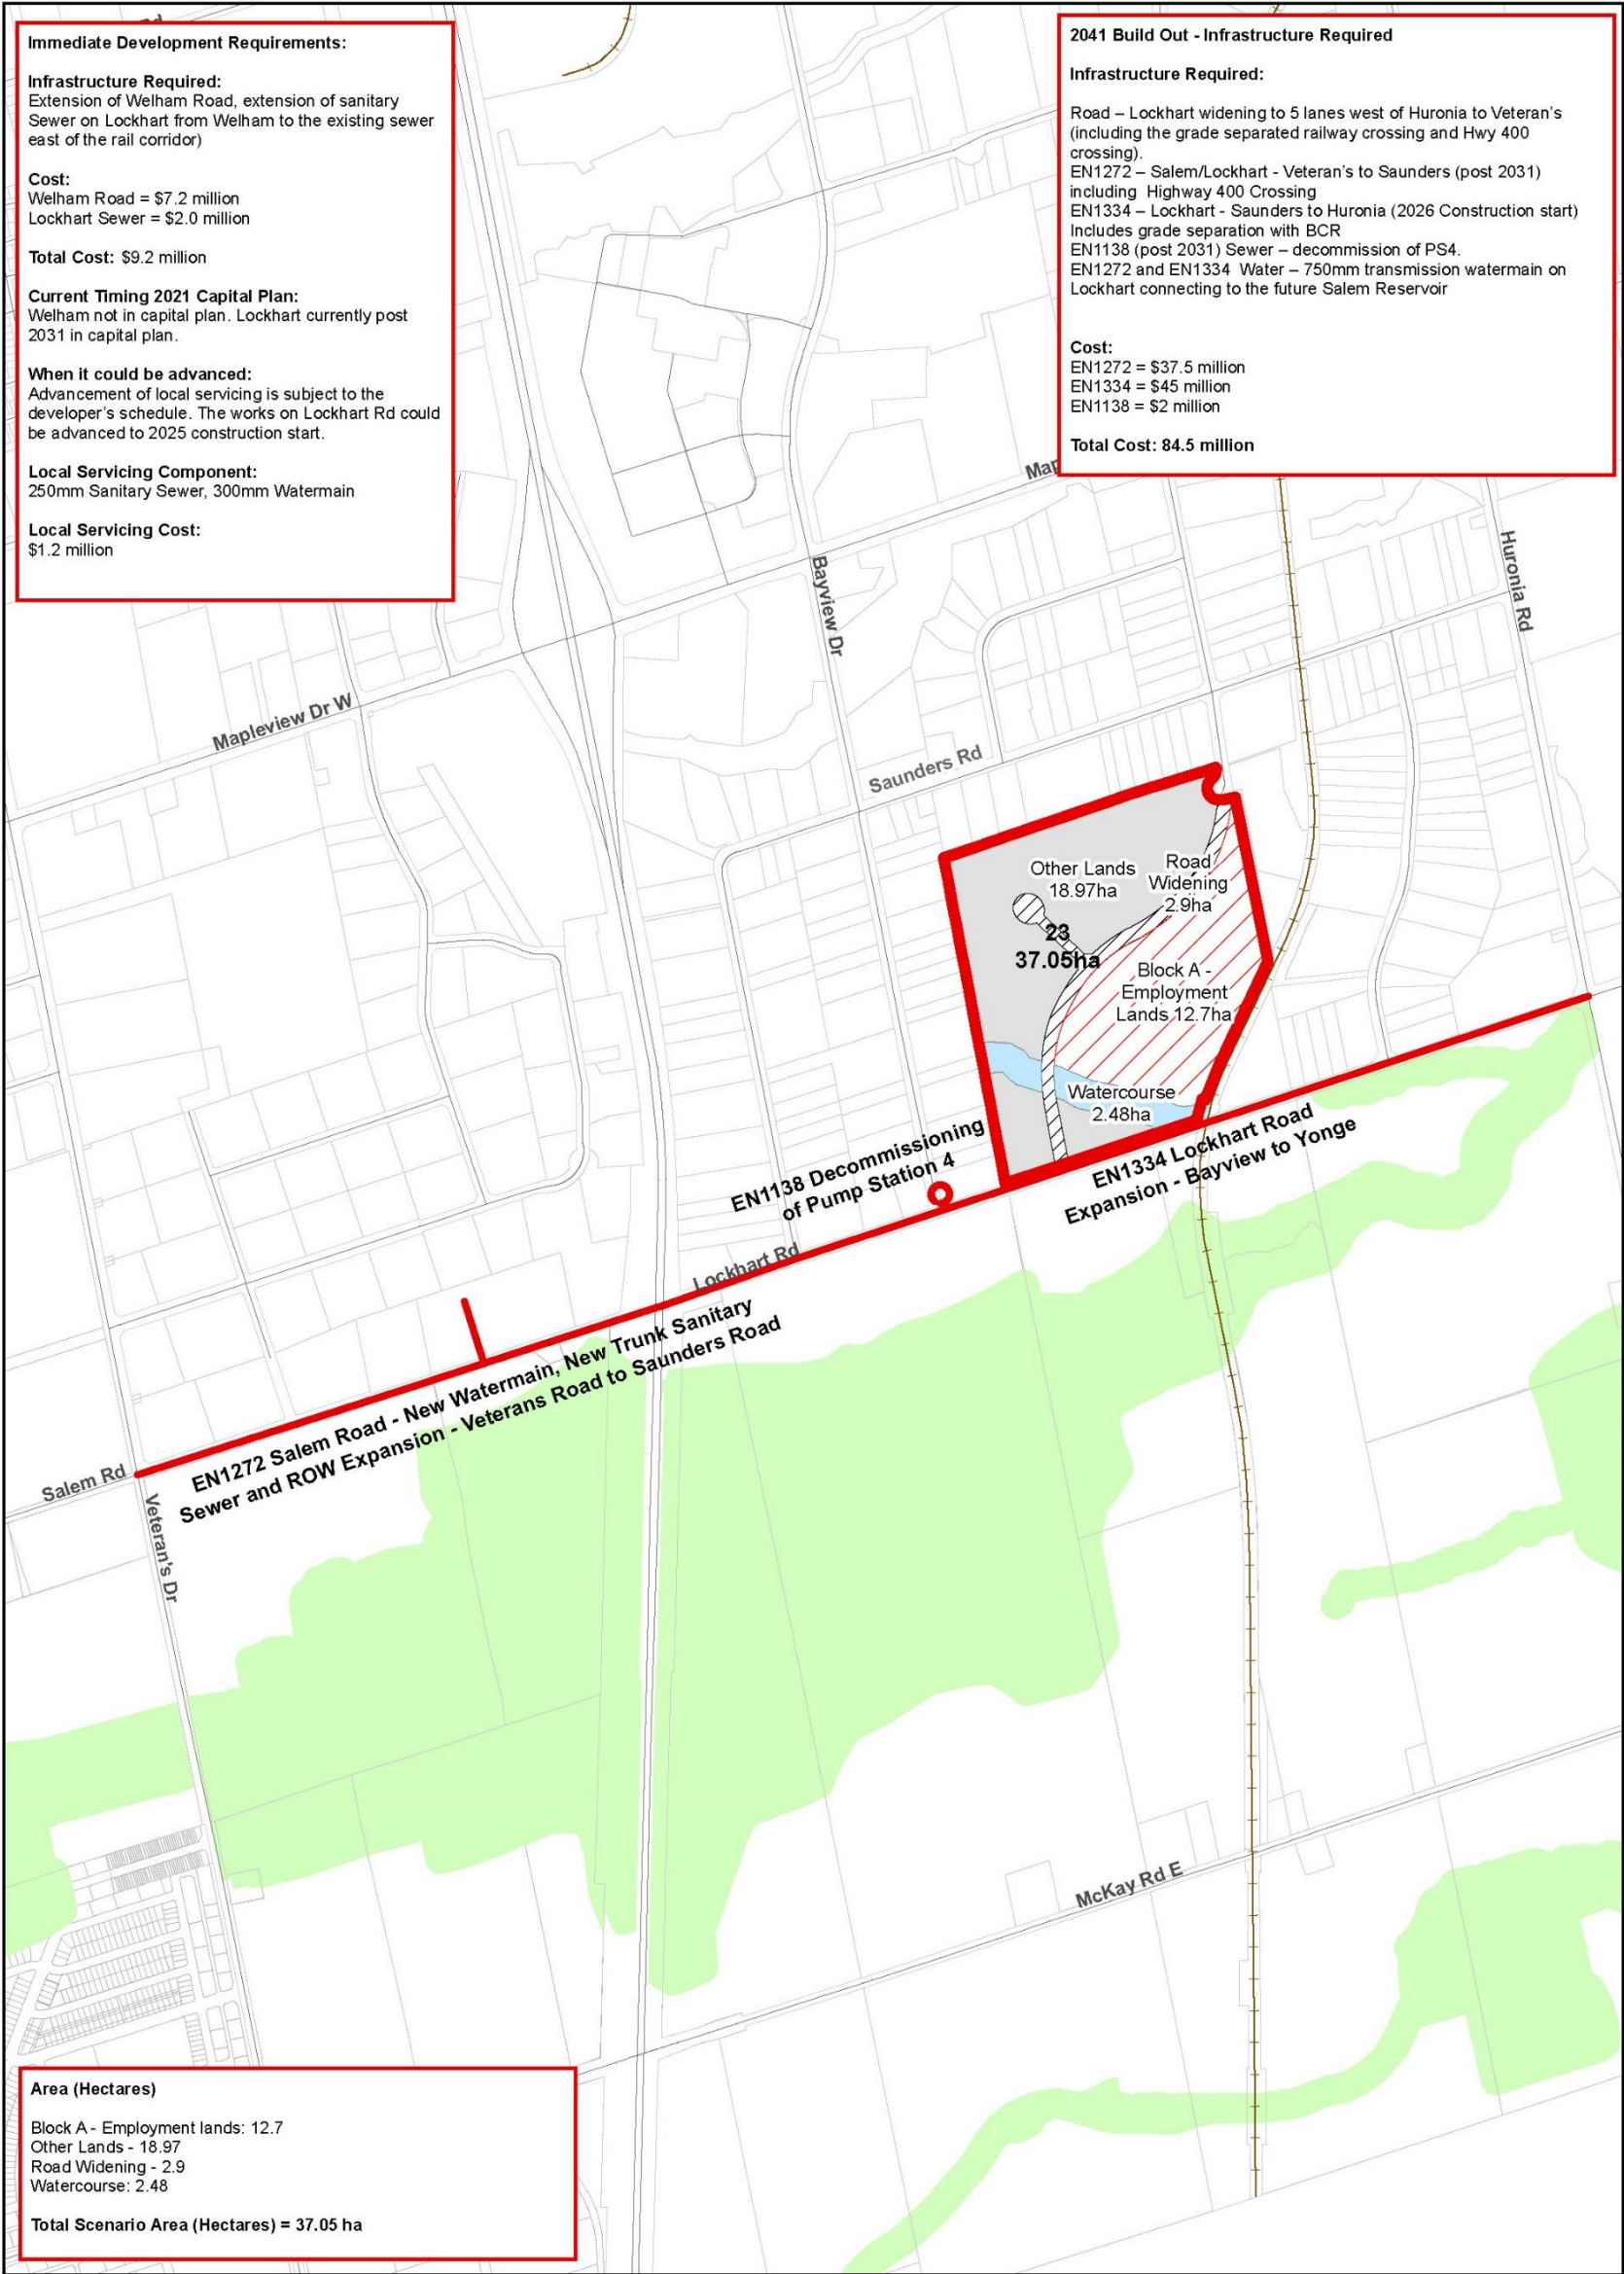 Immediate Development Requirements:
Infrastructure Required:
Extension of Welham Road, extension of sanitary
Sewer on Lockhart from Welham to the existing sewer
east of the rail corridor)
Cost:
Welham Road = $7.2 million
Lockhart Sewer = $2.0 million
Total Cost: $9.2 million
Current Timing 2021 Capital Plan:
Welham not in capital plan. Lockhart currently post
2031 in capital plan.
When it could be advanced:
Advancement of local servicing is subject to the
developer's schedule. The works on Lockhart Rd could
be advanced to 2025 construction start.
Local Servicing Component:
250mm Sanitary Sewer, 300mm Watermain
Local Servicing Cost:
$1.2 million
2041 Build Out - Infrastructure Required
Infrastructure Required:
Road – Lockhart widening to 5 lanes west of Huronia to Veteran's
(including the grade separated railway crossing and Hwy 400
crossing).
EN1272 – Salem/Lockhart - Veteran's to Saunders (post 2031)
including Highway 400 Crossing
EN1334 – Lockhart - Saunders to Huronia (2026 Construction start)
Includes grade separation with BCR
EN1138 (post 2031) Sewer – decommission of PS4.
EN1272 and EN1334 Water – 750mm transmission watermain on
Lockhart connecting to the future Salem Reservoir
Cost:
EN1272 = $37.5 million
EN1334 = $45 million
EN1138 = $2 million
Total Cost: 84.5 million
Map
Bayview Dr
Huronia Rd
Mapleview Dr W
Saunders Rd
Other Lands
18.97ha
Road
Widening
2.9ha
23
37.05ha
Block A -
Employment
Lands 12.7ha
Watercourse
2.48ha
EN1138 Decommissioning
of Pump Station 4
EN1334 Lockhart Road
Expansion - Bayview to Yonge
Lockhart Rd
EN1272 Salem Road - New Watermain, New Trunk Sanitary
Sewer and ROW Expansion - Veterans Road to Saunders Road
Salem Rd
Veteran's Dr
McKay Rd E
Area (Hectares)
Block A - Employment lands: 12.7
Other Lands - 18.97
Road Widening - 2.9
Watercourse: 2.48
Total Scenario Area (Hectares) = 37.05 ha